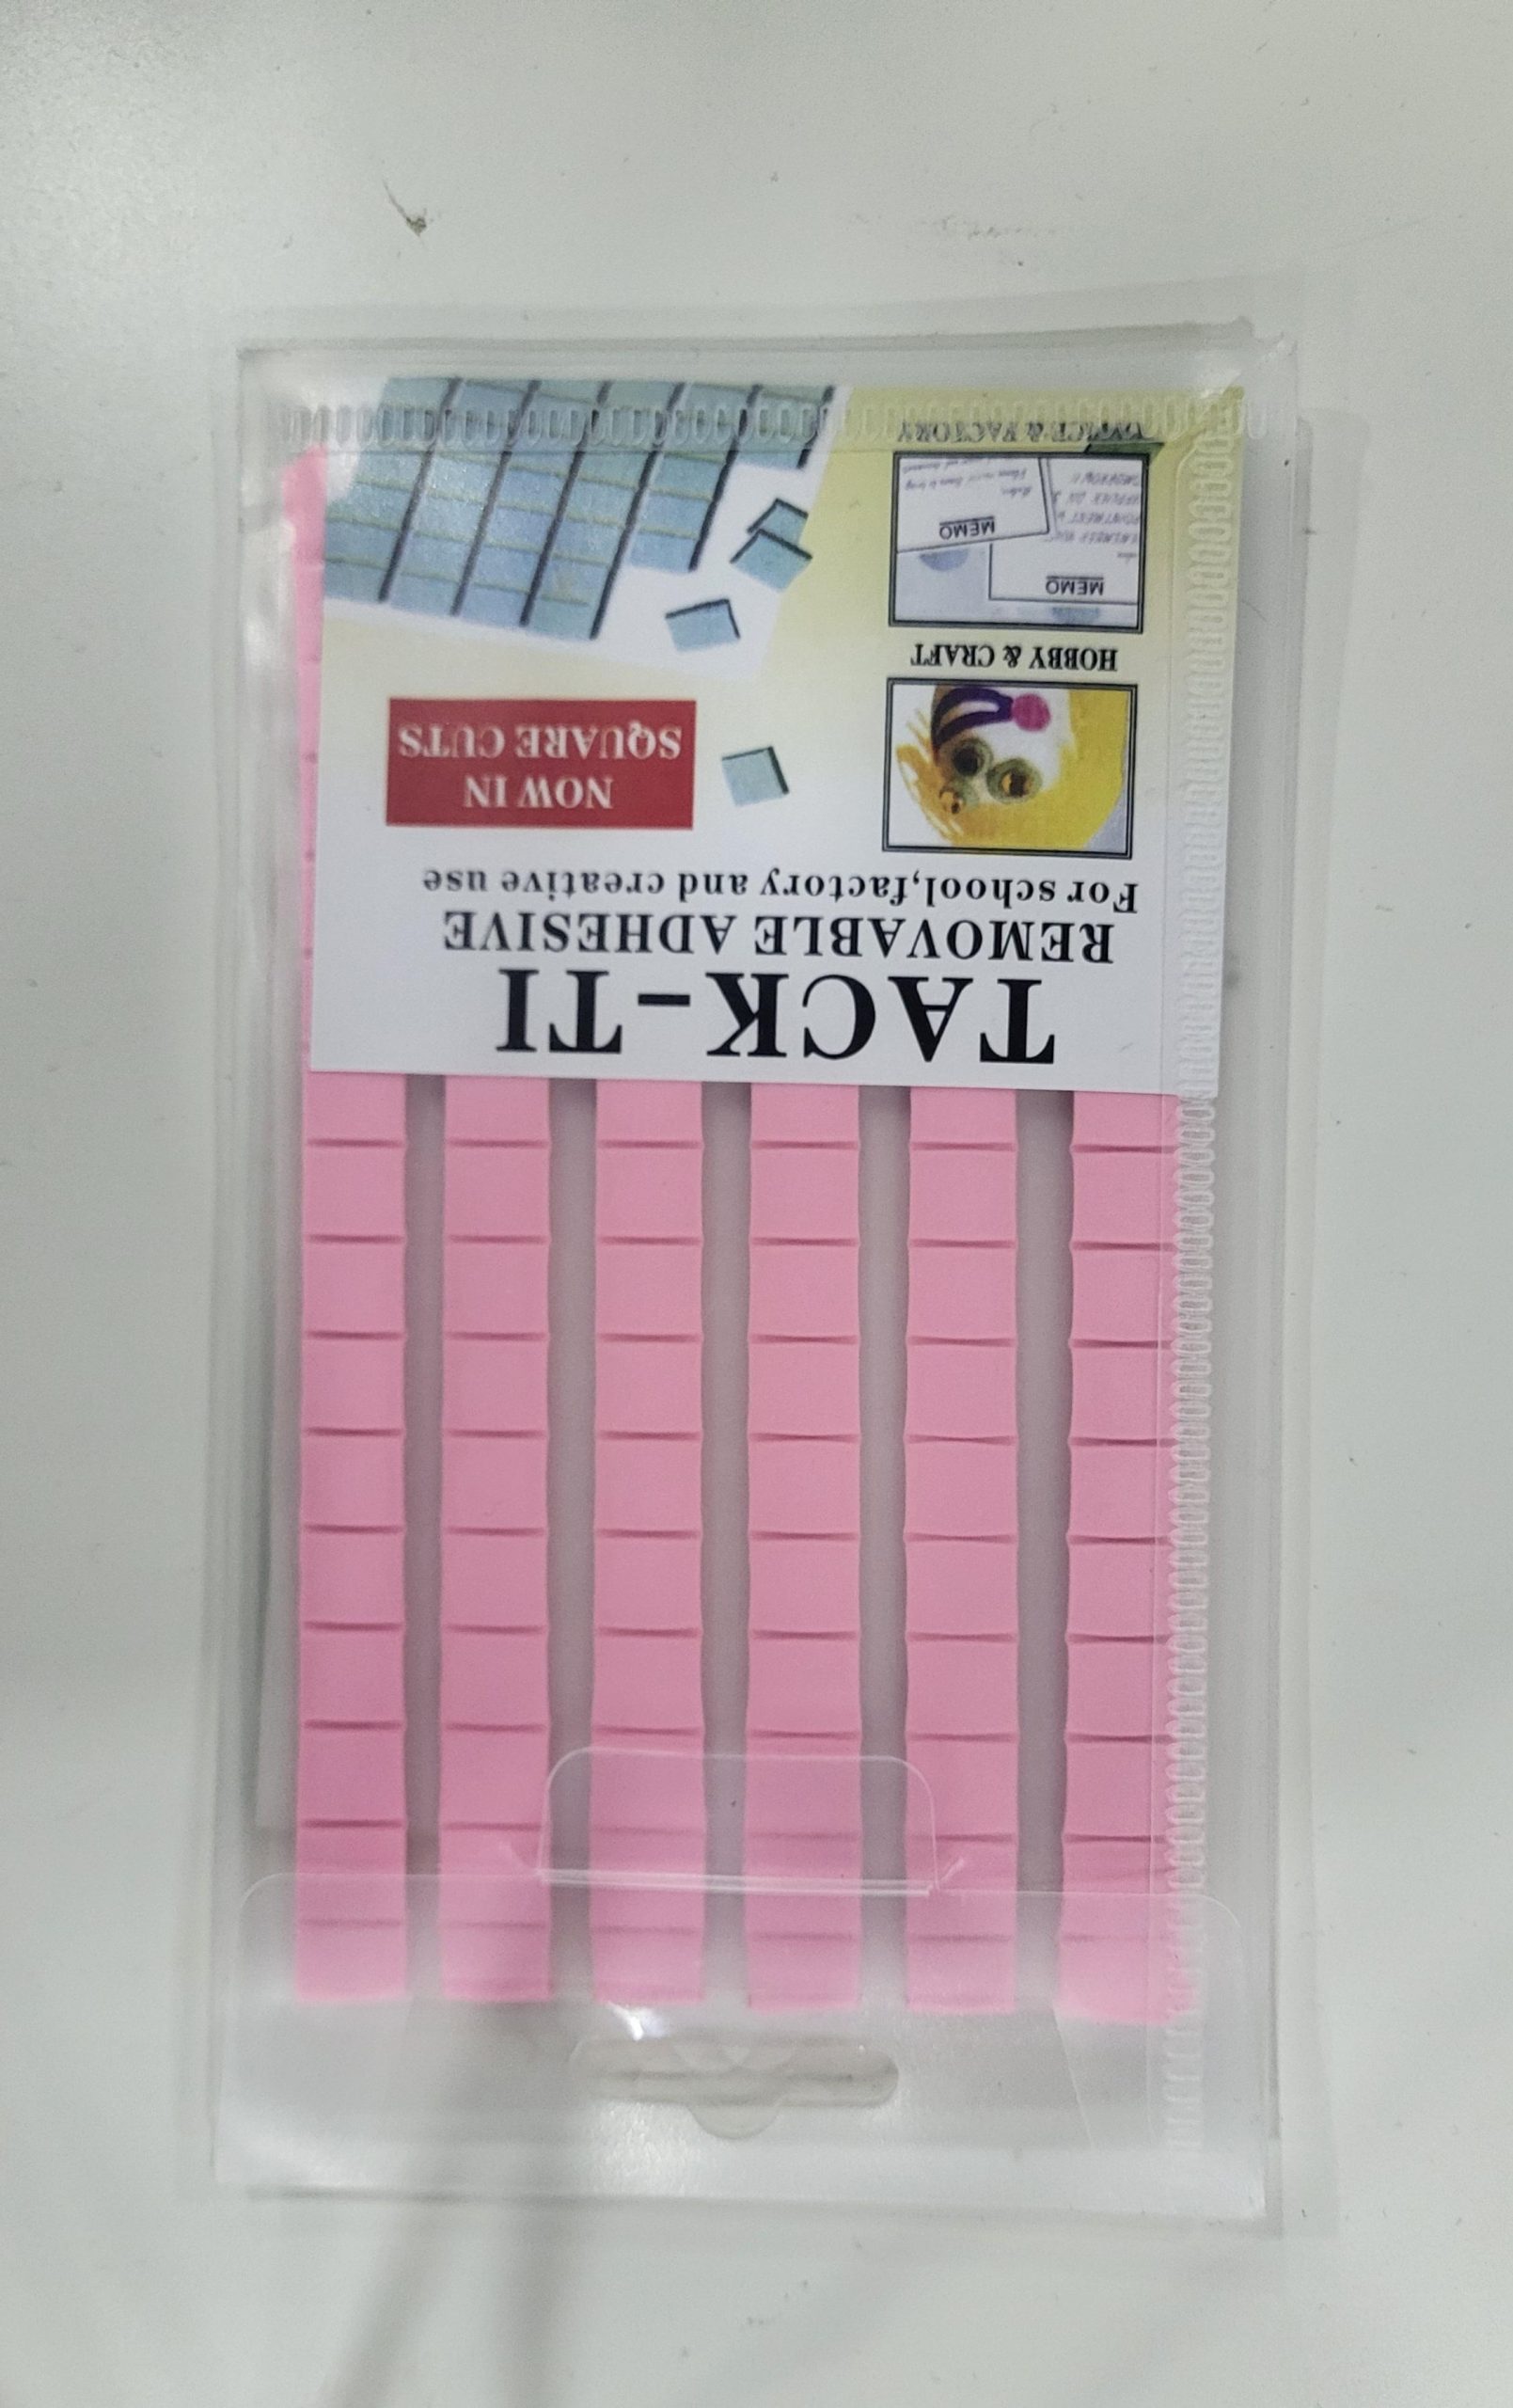 TACK-TI
REMOVABLE ADHESIVE
For school,factory and creative use
NOW IN
SQUARE CUTS
HOBBY & CRAFT
MEMO
MEMO
OFFICE & FACTORY